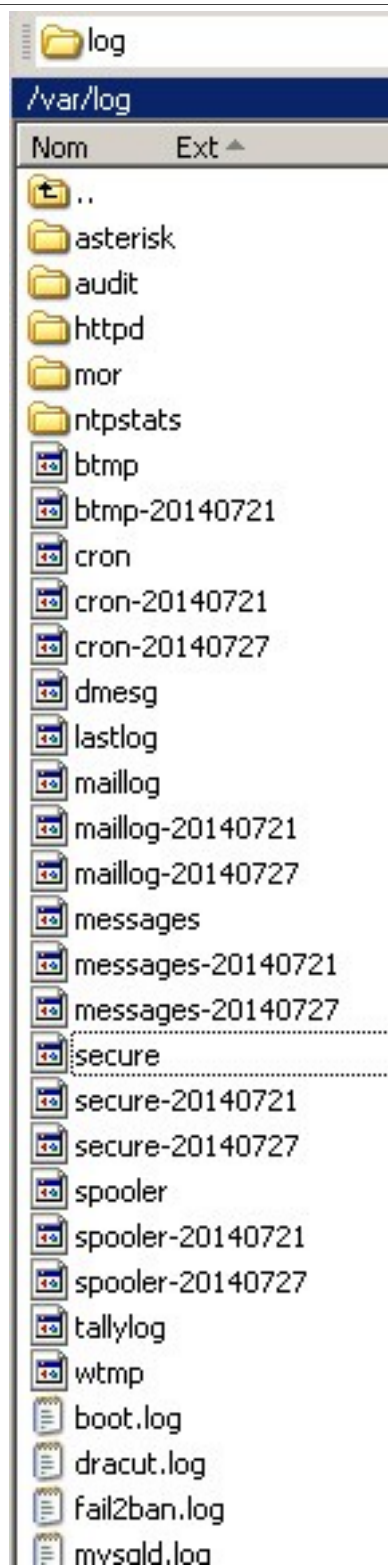 log
/var/log
Nom Ext
..
asterisk
audit
httpd
mor
ntpstats
btmp
btmp-20140721
cron
cron-20140721
cron-20140727
dmesg
lastlog
maillog
maillog-20140721
maillog-20140727
messages
messages-20140721
messages-20140727
secure
secure-20140721
secure-20140727
spooler
spooler-20140721
spooler-20140727
tallylog
wtmp
boot.log
dracut.log
fail2ban.log
mysqld.log